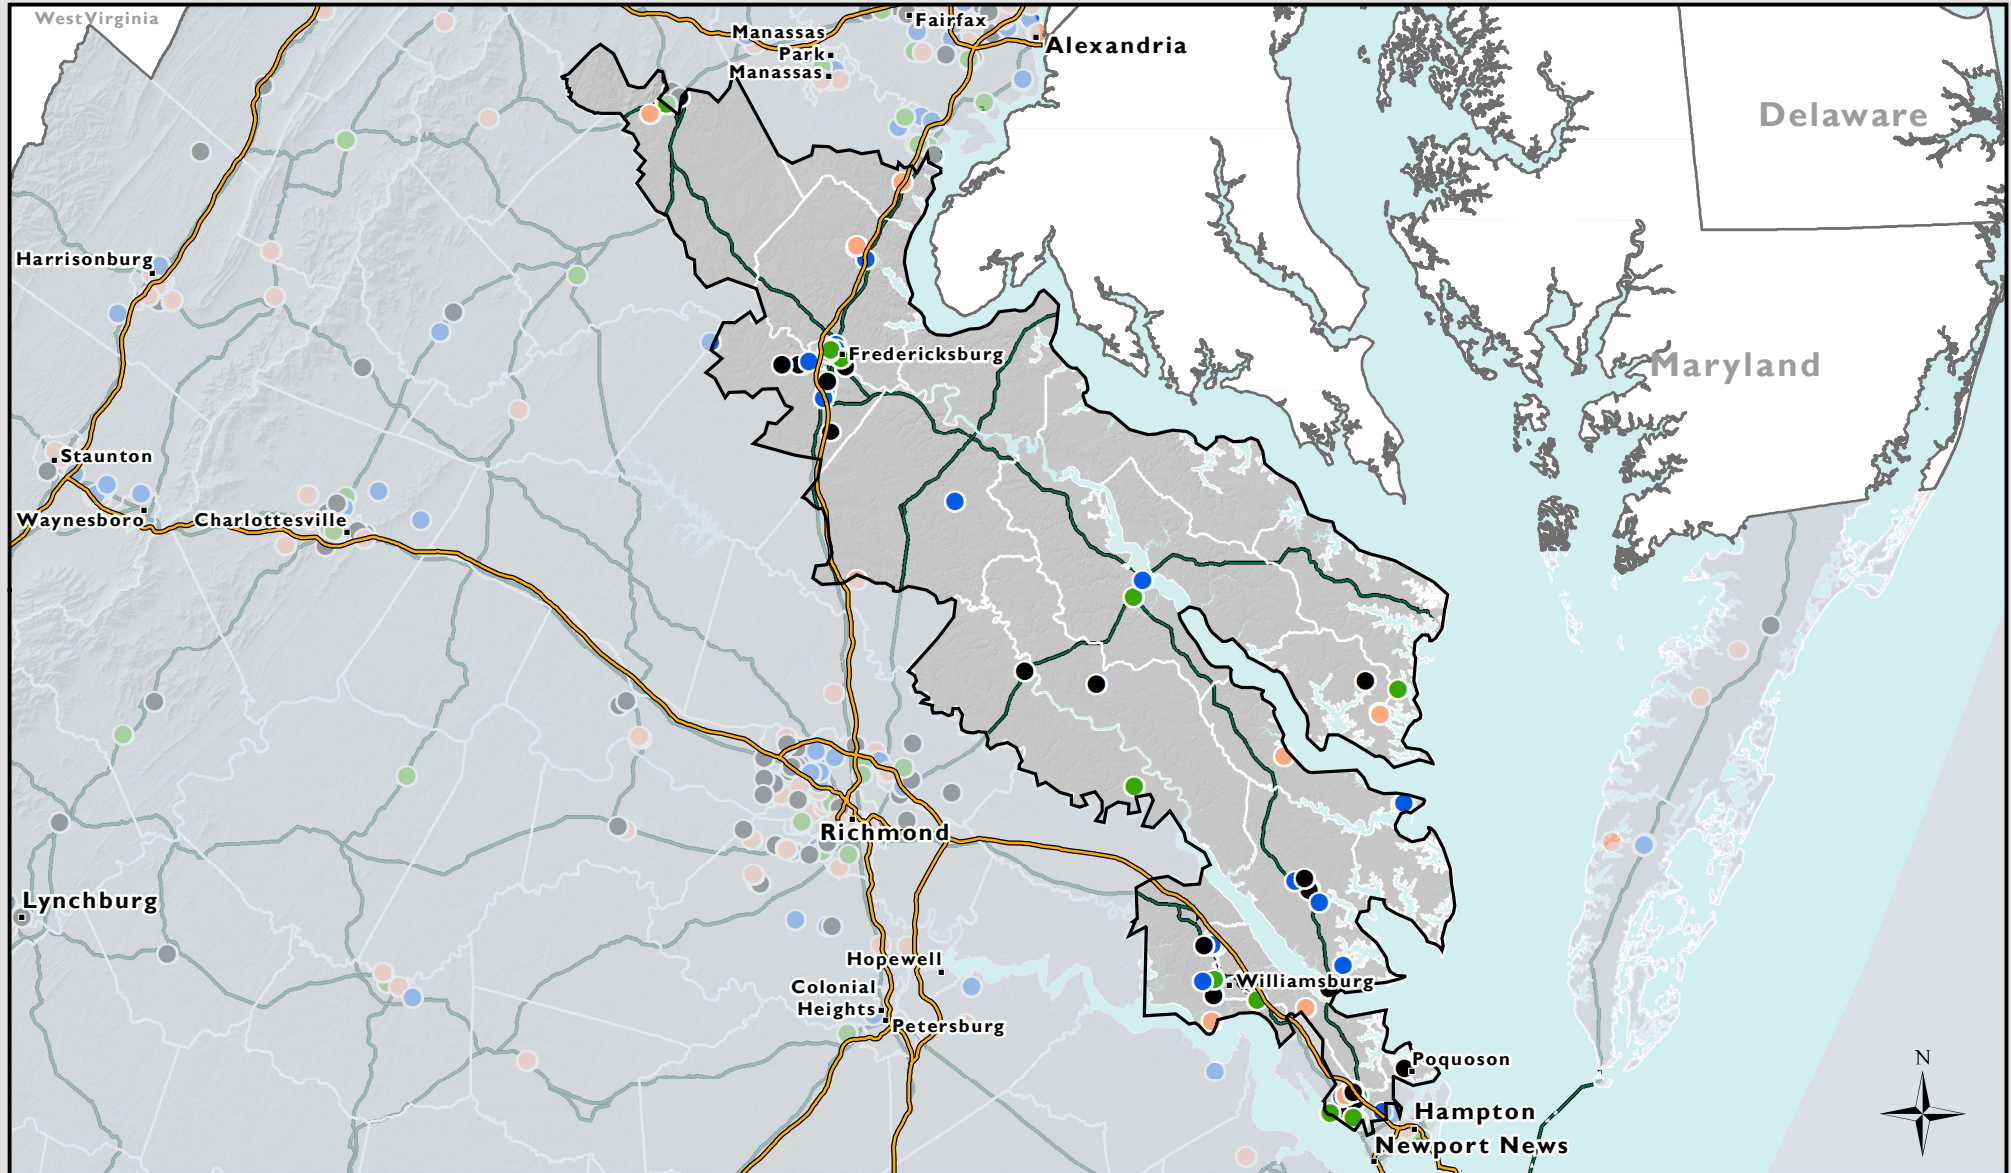 West Virginia
Fairfax
Manassas
Park
Manassas
Alexandria
Delaware
Harrisonburg
Fredericksburg
Maryland
Staunton
Waynesboro
Charlottesville
Richmond
Lynchburg
Hopewell
Colonial
Heights
Petersburg
Williamsburg
Poquoson
N
Hampton
Newport News